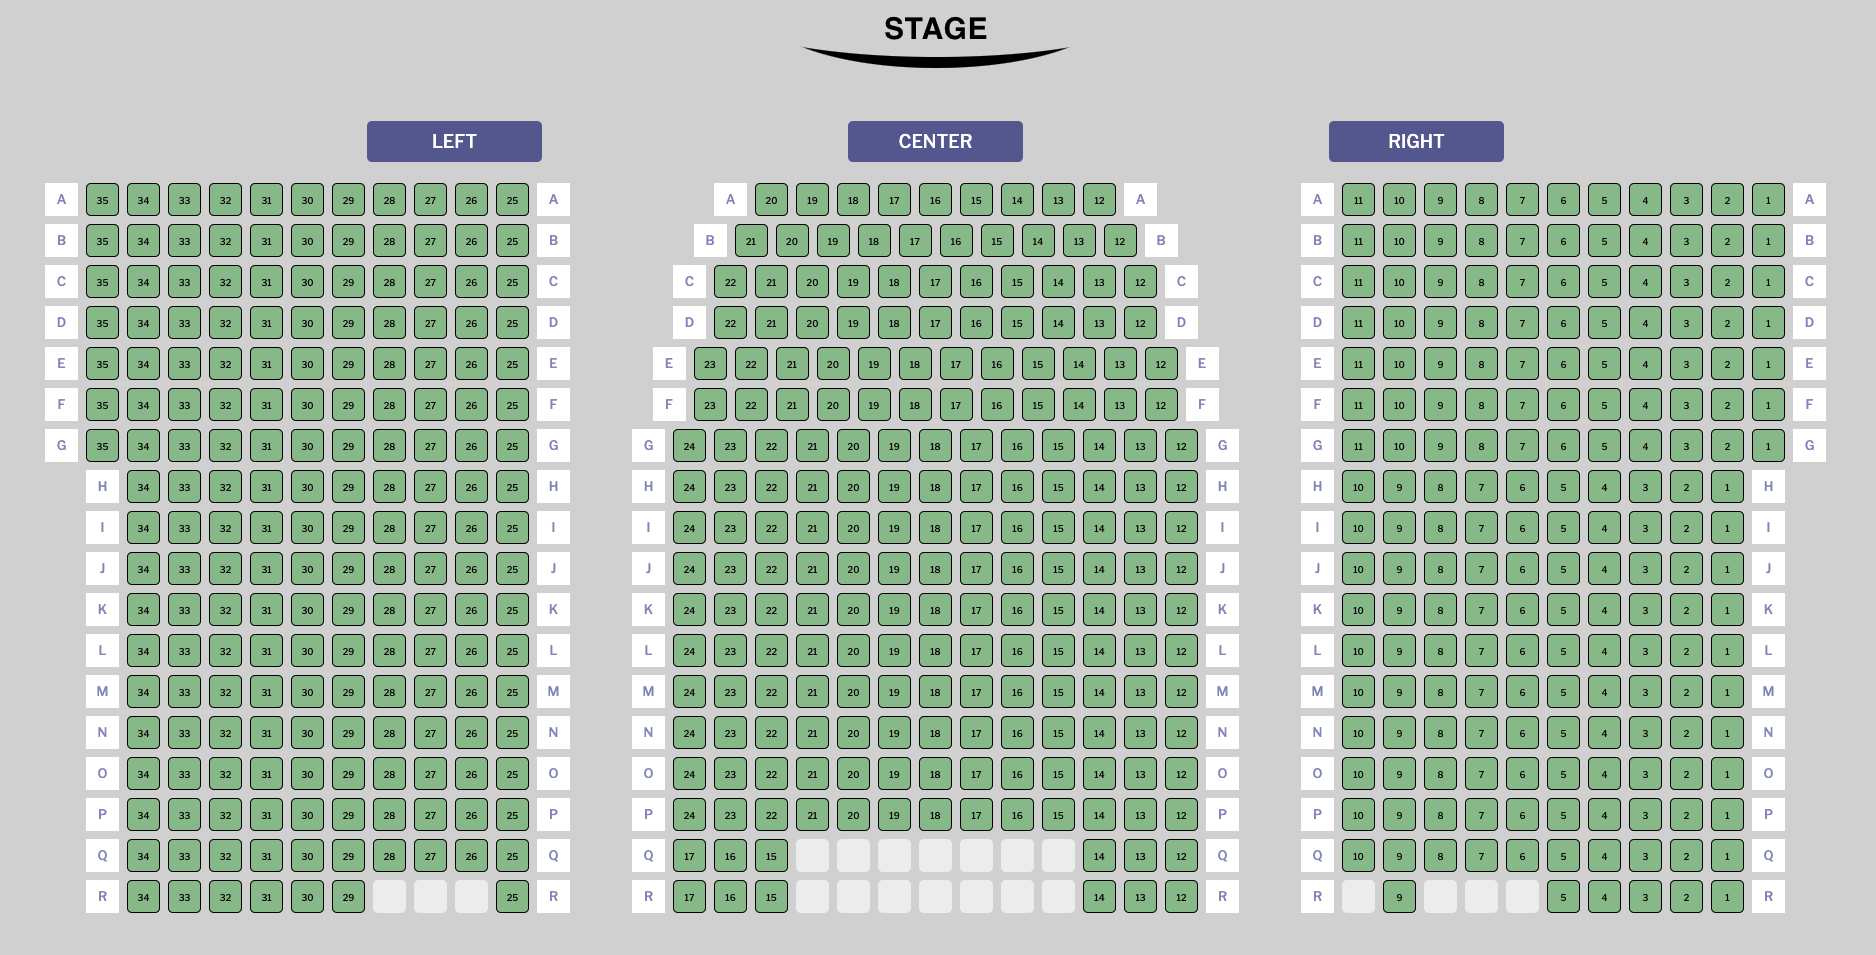 STAGE
LEFT CENTER RIGHT
A 35 34 33 32 31 30 29 28 27 26 25 A A 20 19 18 17 16 15 14 13 12 A A 11 10 9 8 7 6 5 4 3 2 1 A
B 35 34 33 32 31 30 29 28 27 26 25 B B 21 20 19 18 17 16 15 14 13 12 B B 11 10 9 8 7 6 5 4 3 2 1 B
C 35 34 33 32 31 30 29 28 27 26 25 C C 22 21 20 19 18 17 16 15 14 13 12 C C 11 10 9 8 7 6 5 4 3 2 1 C
D 35 34 33 32 31 30 29 28 27 26 25 D D 22 21 20 19 18 17 16 15 14 13 12 D D 11 10 9 8 7 6 5 4 3 2 1 D
E 35 34 33 32 31 30 29 28 27 26 25 E E 23 22 21 20 19 18 17 16 15 14 13 12 E E 11 10 9 8 7 6 5 4 3 2 1 E
F 35 34 33 32 31 30 29 28 27 26 25 F F 23 22 21 20 19 18 17 16 15 14 13 12 F F 11 10 9 8 7 6 5 4 3 2 1 F
G 35 34 33 32 31 30 29 28 27 26 25 G G 24 23 22 21 20 19 18 17 16 15 14 13 12 G G 11 10 9 8 7 6 5 4 3 2 1 G
H 34 33 32 31 30 29 28 27 26 25 H H 24 23 22 21 20 19 18 17 16 15 14 13 12 H H 10 9 8 7 6 5 4 3 2 1 H
I 34 33 32 31 30 29 28 27 26 25 I I 24 23 22 21 20 19 18 17 16 15 14 13 12 I I 10 9 8 7 6 5 4 3 2 1 I
J 34 33 32 31 30 29 28 27 26 25 J J 24 23 22 21 20 19 18 17 16 15 14 13 12 J J 10 9 8 7 6 5 4 3 2 1 J
K 34 33 32 31 30 29 28 27 26 25 K K 24 23 22 21 20 19 18 17 16 15 14 13 12 K K 10 9 8 7 6 5 4 3 2 1 K
L 34 33 32 31 30 29 28 27 26 25 L L 24 23 22 21 20 19 18 17 16 15 14 13 12 L L 10 9 8 7 6 5 4 3 2 1 L
M 34 33 32 31 30 29 28 27 26 25 M M 24 23 22 21 20 19 18 17 16 15 14 13 12 M M 10 9 8 7 6 5 4 3 2 1 M
N 34 33 32 31 30 29 28 27 26 25 N N 24 23 22 21 20 19 18 17 16 15 14 13 12 N N 10 9 8 7 6 5 4 3 2 1 N
O 34 33 32 31 30 29 28 27 26 25 O O 24 23 22 21 20 19 18 17 16 15 14 13 12 O O 10 9 8 7 6 5 4 3 2 1 O
P 34 33 32 31 30 29 28 27 26 25 P P 24 23 22 21 20 19 18 17 16 15 14 13 12 P P 10 9 8 7 6 5 4 3 2 1 P
Q 34 33 32 31 30 29 28 27 26 25 Q Q 17 16 15 14 13 12 Q Q 10 9 8 7 6 5 4 3 2 1 Q
R 34 33 32 31 30 29 25 R R 17 16 15 14 13 12 R R 9 5 4 3 2 1 R